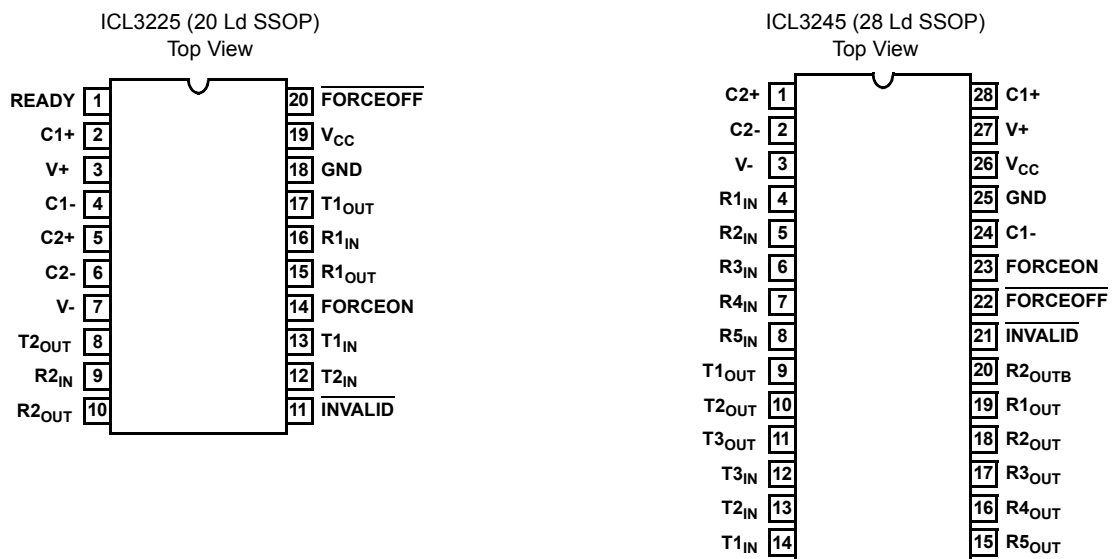 ICL3225 (20 Ld SSOP)
Top View
READY 1
C1+ 2
V+ 3
C1- 4
C2+ 5
C2- 6
V- 7
T2OUT 8
R2IN 9
R2OUT 10
20 FORCEOFF
19 VCC
18 GND
17 T1OUT
16 R1IN
15 R1OUT
14 FORCEON
13 T1IN
12 T2IN
11 INVALID
ICL3245 (28 Ld SSOP)
Top View
C2+ 1
C2- 2
V- 3
R1IN 4
R2IN 5
R3IN 6
R4IN 7
R5IN 8
T1OUT 9
T2OUT 10
T3OUT 11
T3IN 12
T2IN 13
T1IN 14
28 C1+
27 V+
26 VCC
25 GND
24 C1-
23 FORCEON
22 FORCEOFF
21 INVALID
20 R2OUTB
19 R1OUT
18 R2OUT
17 R3OUT
16 R4OUT
15 R5OUT